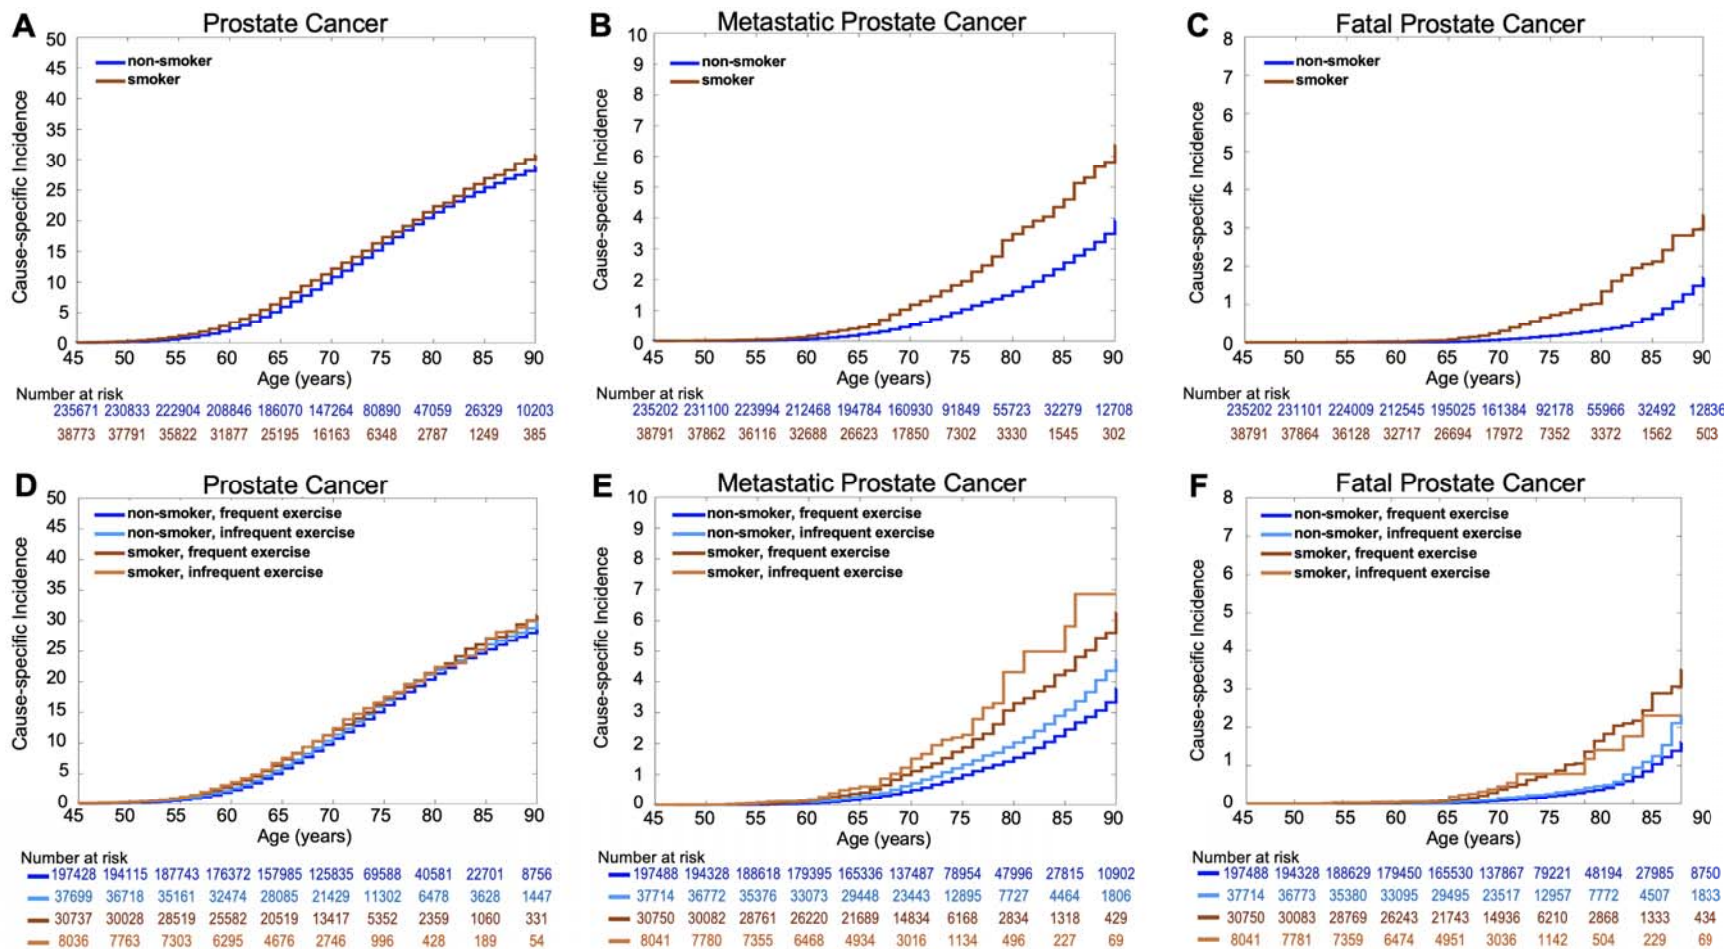 A Prostate Cancer
50
45
40
35
30
25
20
15
10
5
0
Cause-specific Incidence
non-smoker
smoker
45 50 55 60 65 70 75 80 85 90
Age (years)
Number at risk
235671 230833 222904 208846 186070 147264 80890 47059 26329 10203
38773 37791 35822 31877 25195 16163 6348 2787 1249 385
B Metastatic Prostate Cancer
10
9
8
7
6
5
4
3
2
1
0
Cause-specific Incidence
non-smoker
smoker
45 50 55 60 65 70 75 80 85 90
Age (years)
Number at risk
235202 231100 223994 212468 194784 160930 91849 55723 32279 12708
38791 37862 36116 32688 26623 17850 7302 3330 1545 302
C Fatal Prostate Cancer
8
7
6
5
4
3
2
1
0
Cause-specific Incidence
non-smoker
smoker
45 50 55 60 65 70 75 80 85 90
Age (years)
Number at risk
235202 231101 224009 212545 195025 161384 92178 55966 32492 12836
38791 37864 36128 32717 26694 17972 7352 3372 1562 503
D Prostate Cancer
50
45
40
35
30
25
20
15
10
5
0
Cause-specific Incidence
non-smoker, frequent exercise
non-smoker, infrequent exercise
smoker, frequent exercise
smoker, infrequent exercise
45 50 55 60 65 70 75 80 85 90
Age (years)
Number at risk
197428 194115 187743 176372 157985 125835 69588 40581 22701 8756
37699 36718 35161 32474 28085 21429 11302 6478 3628 1447
30737 30028 28519 25582 20519 13417 5352 2359 1060 331
8036 7763 7303 6295 4676 2746 996 428 189 54
E Metastatic Prostate Cancer
10
9
8
7
6
5
4
3
2
1
0
Cause-specific Incidence
non-smoker, frequent exercise
non-smoker, infrequent exercise
smoker, frequent exercise
smoker, infrequent exercise
45 50 55 60 65 70 75 80 85 90
Age (years)
Number at risk
197488 194328 188618 179395 165336 137487 78954 47996 27815 10902
37714 36772 35376 33073 29448 23443 12895 7727 4464 1806
30750 30082 28761 26220 21689 14834 6168 2834 1318 429
8041 7780 7355 6468 4934 3016 1134 496 227 69
F Fatal Prostate Cancer
8
7
6
5
4
3
2
1
0
Cause-specific Incidence
non-smoker, frequent exercise
non-smoker, infrequent exercise
smoker, frequent exercise
smoker, infrequent exercise
45 50 55 60 65 70 75 80 85 90
Age (years)
Number at risk
197488 194328 188629 179450 165530 137867 79221 48194 27985 8750
37714 36773 35380 33095 29495 23517 12957 7772 4507 1833
30750 30083 28769 26243 21743 14936 6210 2868 1333 434
8041 7781 7359 6474 4951 3036 1142 504 229 69